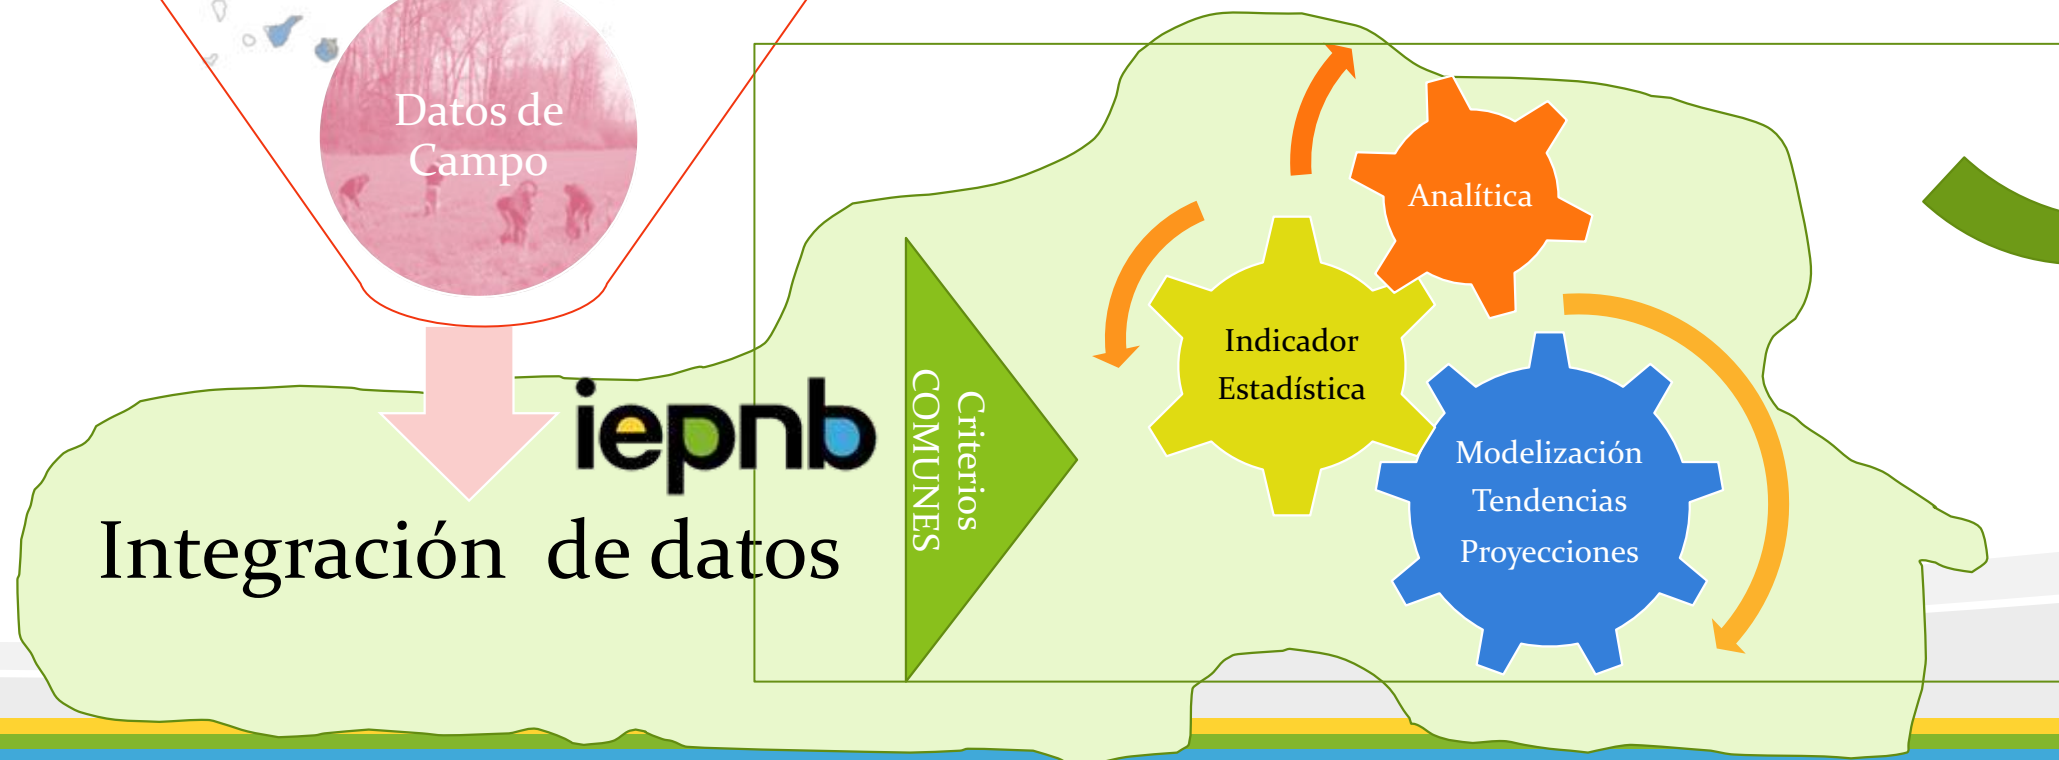 Datos de
Campo
iepnb
Integración de datos
Criterios
COMUNES
Analítica
Indicador
Estadística
Modelización
Tendencias
Proyecciones